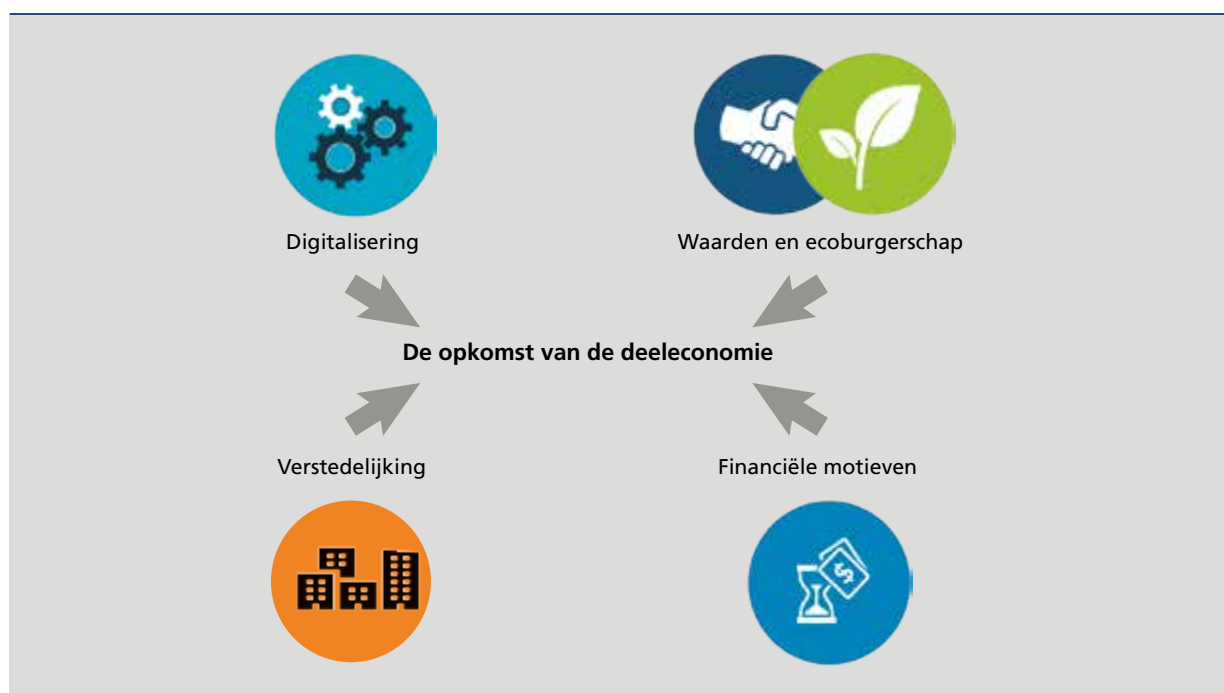 Digitalisering
Waarden en ecoburgerschap
De opkomst van de deeleconomie
Verstedelijking
Financiële motieven
$